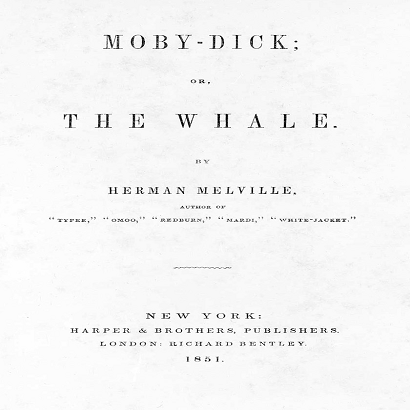 MOBY-DICK;
OR,
THE WHALE.
BY
HERMAN MELVILLE,
AUTHOR OF
"TYPEE," "OMOO," "REDBURN," "MARDI," "WHITE-JACKET."
NEW YORK:
HARPER & BROTHERS, PUBLISHERS.
LONDON: RICHARD BENTLEY.
1851.